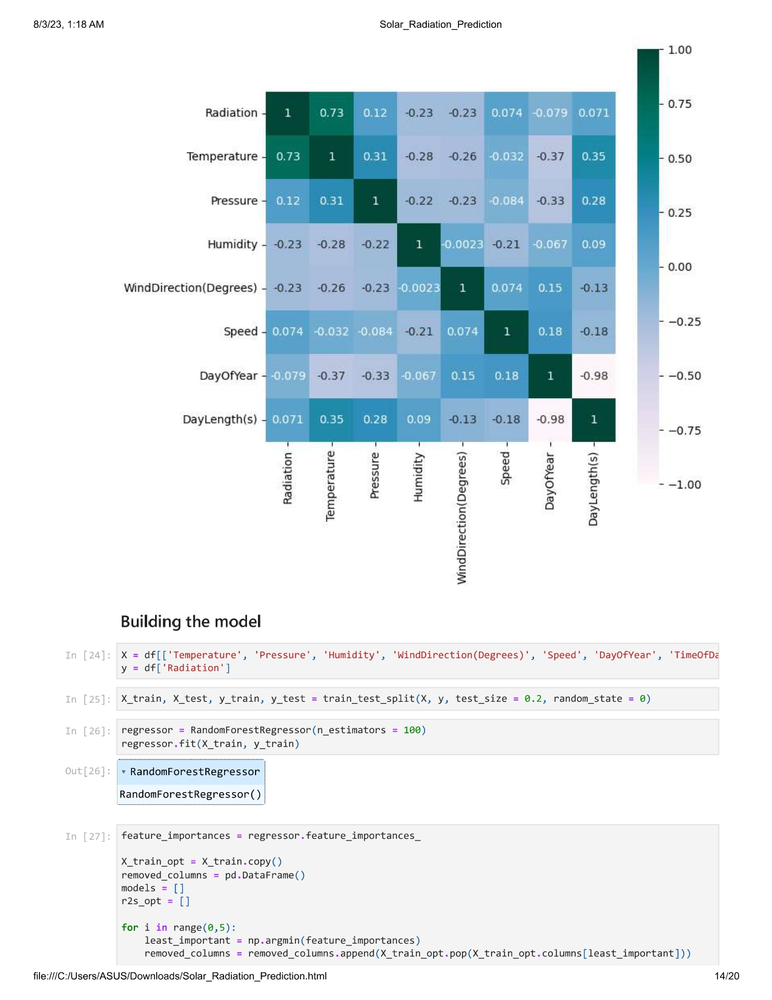 8/3/23, 1:18 AM Solar_Radiation_Prediction
1.00
0.75
0.50
0.25
0.00
−0.25
−0.50
−0.75
−1.00
Radiation 1 0.73 0.12 -0.23 -0.23 0.074 -0.079 0.071
Temperature 0.73 1 0.31 -0.28 -0.26 -0.032 -0.37 0.35
Pressure 0.12 0.31 1 -0.22 -0.23 -0.084 -0.33 0.28
Humidity -0.23 -0.28 -0.22 1 -0.0023 -0.21 -0.067 0.09
WindDirection(Degrees) -0.23 -0.26 -0.23 -0.0023 1 0.074 0.15 -0.13
Speed 0.074 -0.032 -0.084 -0.21 0.074 1 0.18 -0.18
DayOfYear -0.079 -0.37 -0.33 -0.067 0.15 0.18 1 -0.98
DayLength(s) 0.071 0.35 0.28 0.09 -0.13 -0.18 -0.98 1
Radiation
Temperature
Pressure
Humidity
WindDirection(Degrees)
Speed
DayOfYear
DayLength(s)
Building the model
In [24]: X = df[['Temperature', 'Pressure', 'Humidity', 'WindDirection(Degrees)', 'Speed', 'DayOfYear', 'TimeOfDa
y = df['Radiation']
In [25]: X_train, X_test, y_train, y_test = train_test_split(X, y, test_size = 0.2, random_state = 0)
In [26]: regressor = RandomForestRegressor(n_estimators = 100)
regressor.fit(X_train, y_train)
Out[26]: ▾ RandomForestRegressor
RandomForestRegressor()
In [27]: feature_importances = regressor.feature_importances_
X_train_opt = X_train.copy()
removed_columns = pd.DataFrame()
models = []
r2s_opt = []
for i in range(0,5):
least_important = np.argmin(feature_importances)
removed_columns = removed_columns.append(X_train_opt.pop(X_train_opt.columns[least_important]))
file:///C:/Users/ASUS/Downloads/Solar_Radiation_Prediction.html 14/20